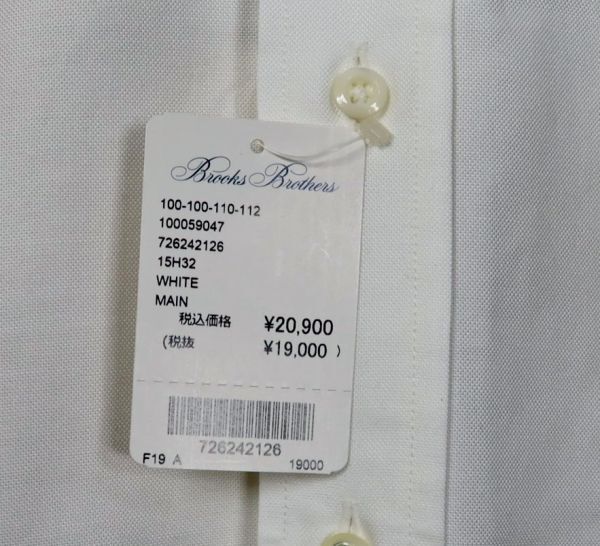 Brooks Brothers
100-100-110-112
100059047
726242126
15H32
WHITE
MAIN
税込価格 ¥20,900
(税抜 ¥19,000 )
726242126
F19 A 19000